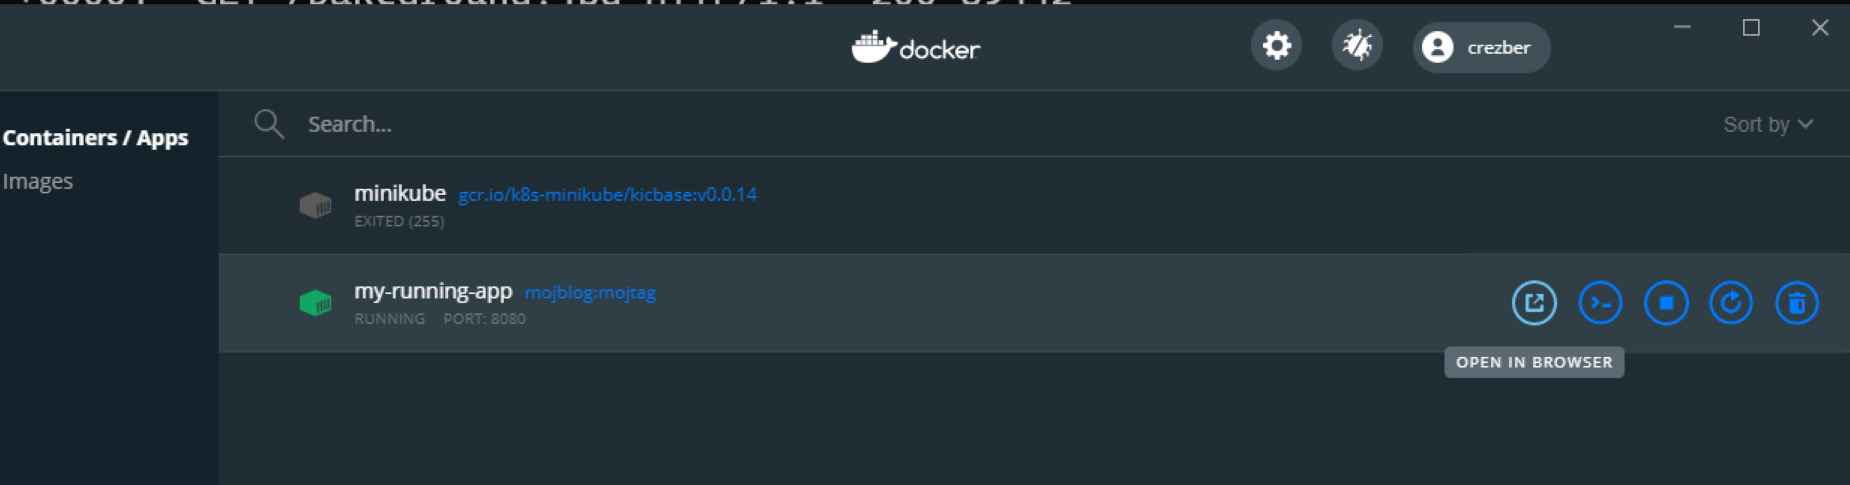 docker
crezber
Containers / Apps
Images
Search...
Sort by
minikube gcr.io/k8s-minikube/kicbase:v0.0.14
EXITED (255)
my-running-app mojblog:mojtag
RUNNING PORT: 8080
OPEN IN BROWSER